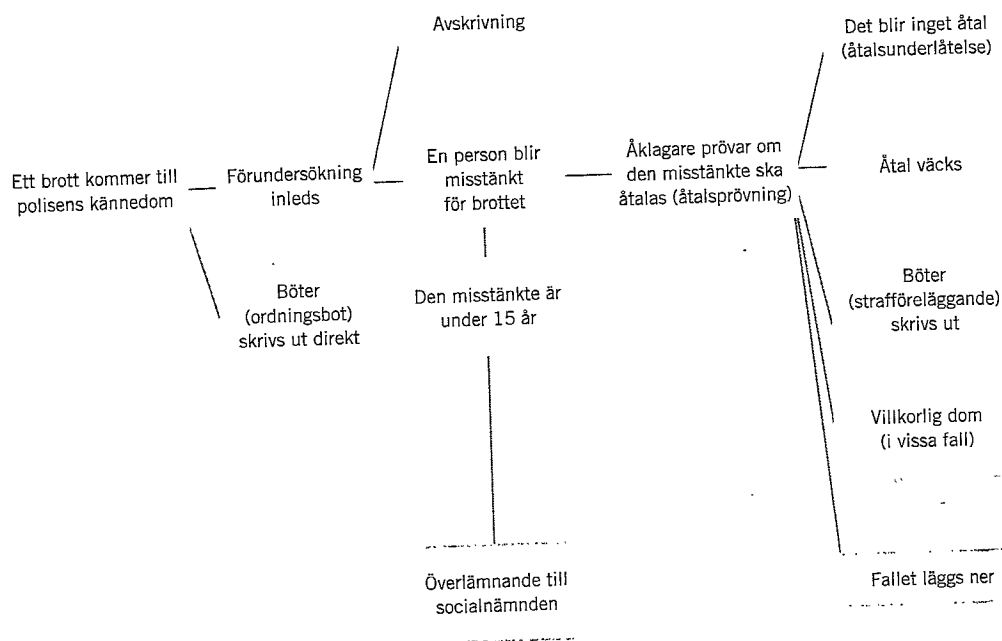 Avskrivning
Det blir inget åtal
(åtalsunderlåtelse)
Ett brott kommer till
polisens kännedom
Förundersökning
inleds
En person blir
misstänkt
för brottet
Åklagare prövar om
den misstänkte ska
åtalas (åtalsprövning)
Åtal väcks
Böter
(ordningsbot)
skrivs ut direkt
Den misstänkte är
under 15 år
Böter
(strafföreläggande)
skrivs ut
Villkorlig dom
(i vissa fall)
Överlämnande till
socialnämnden
Fallet läggs ner